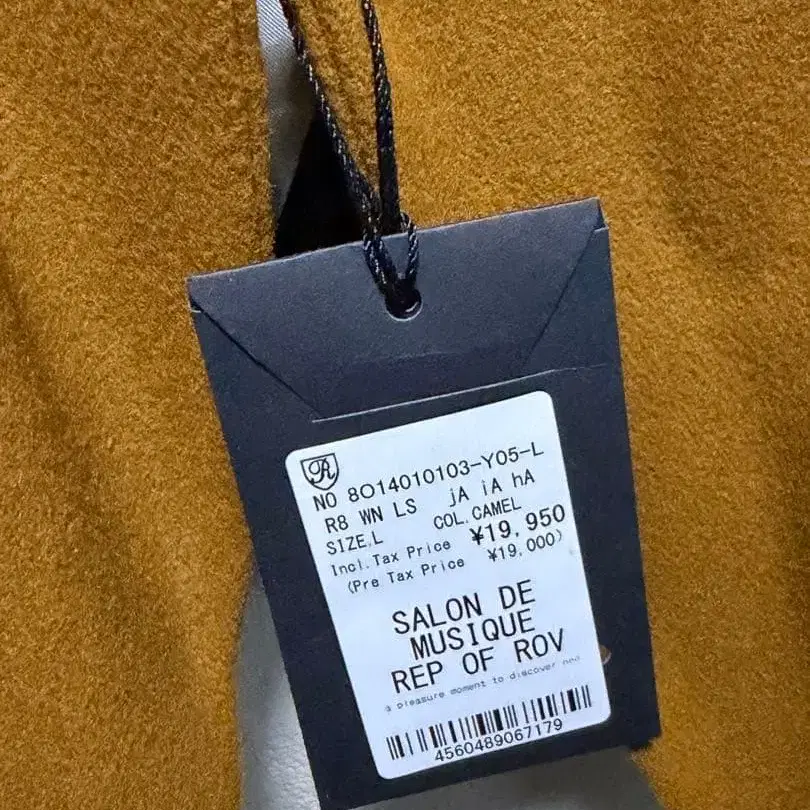 R
NO 8O14010103-Y05-L
R8 WN LS jA iA hA
SIZE.L COL.CAMEL
Incl.Tax Price ¥19,950
(Pre Tax Price ¥19,000)
SALON DE
MUSIQUE
REP OF ROV
a pleasure moment to discover
4560489067179